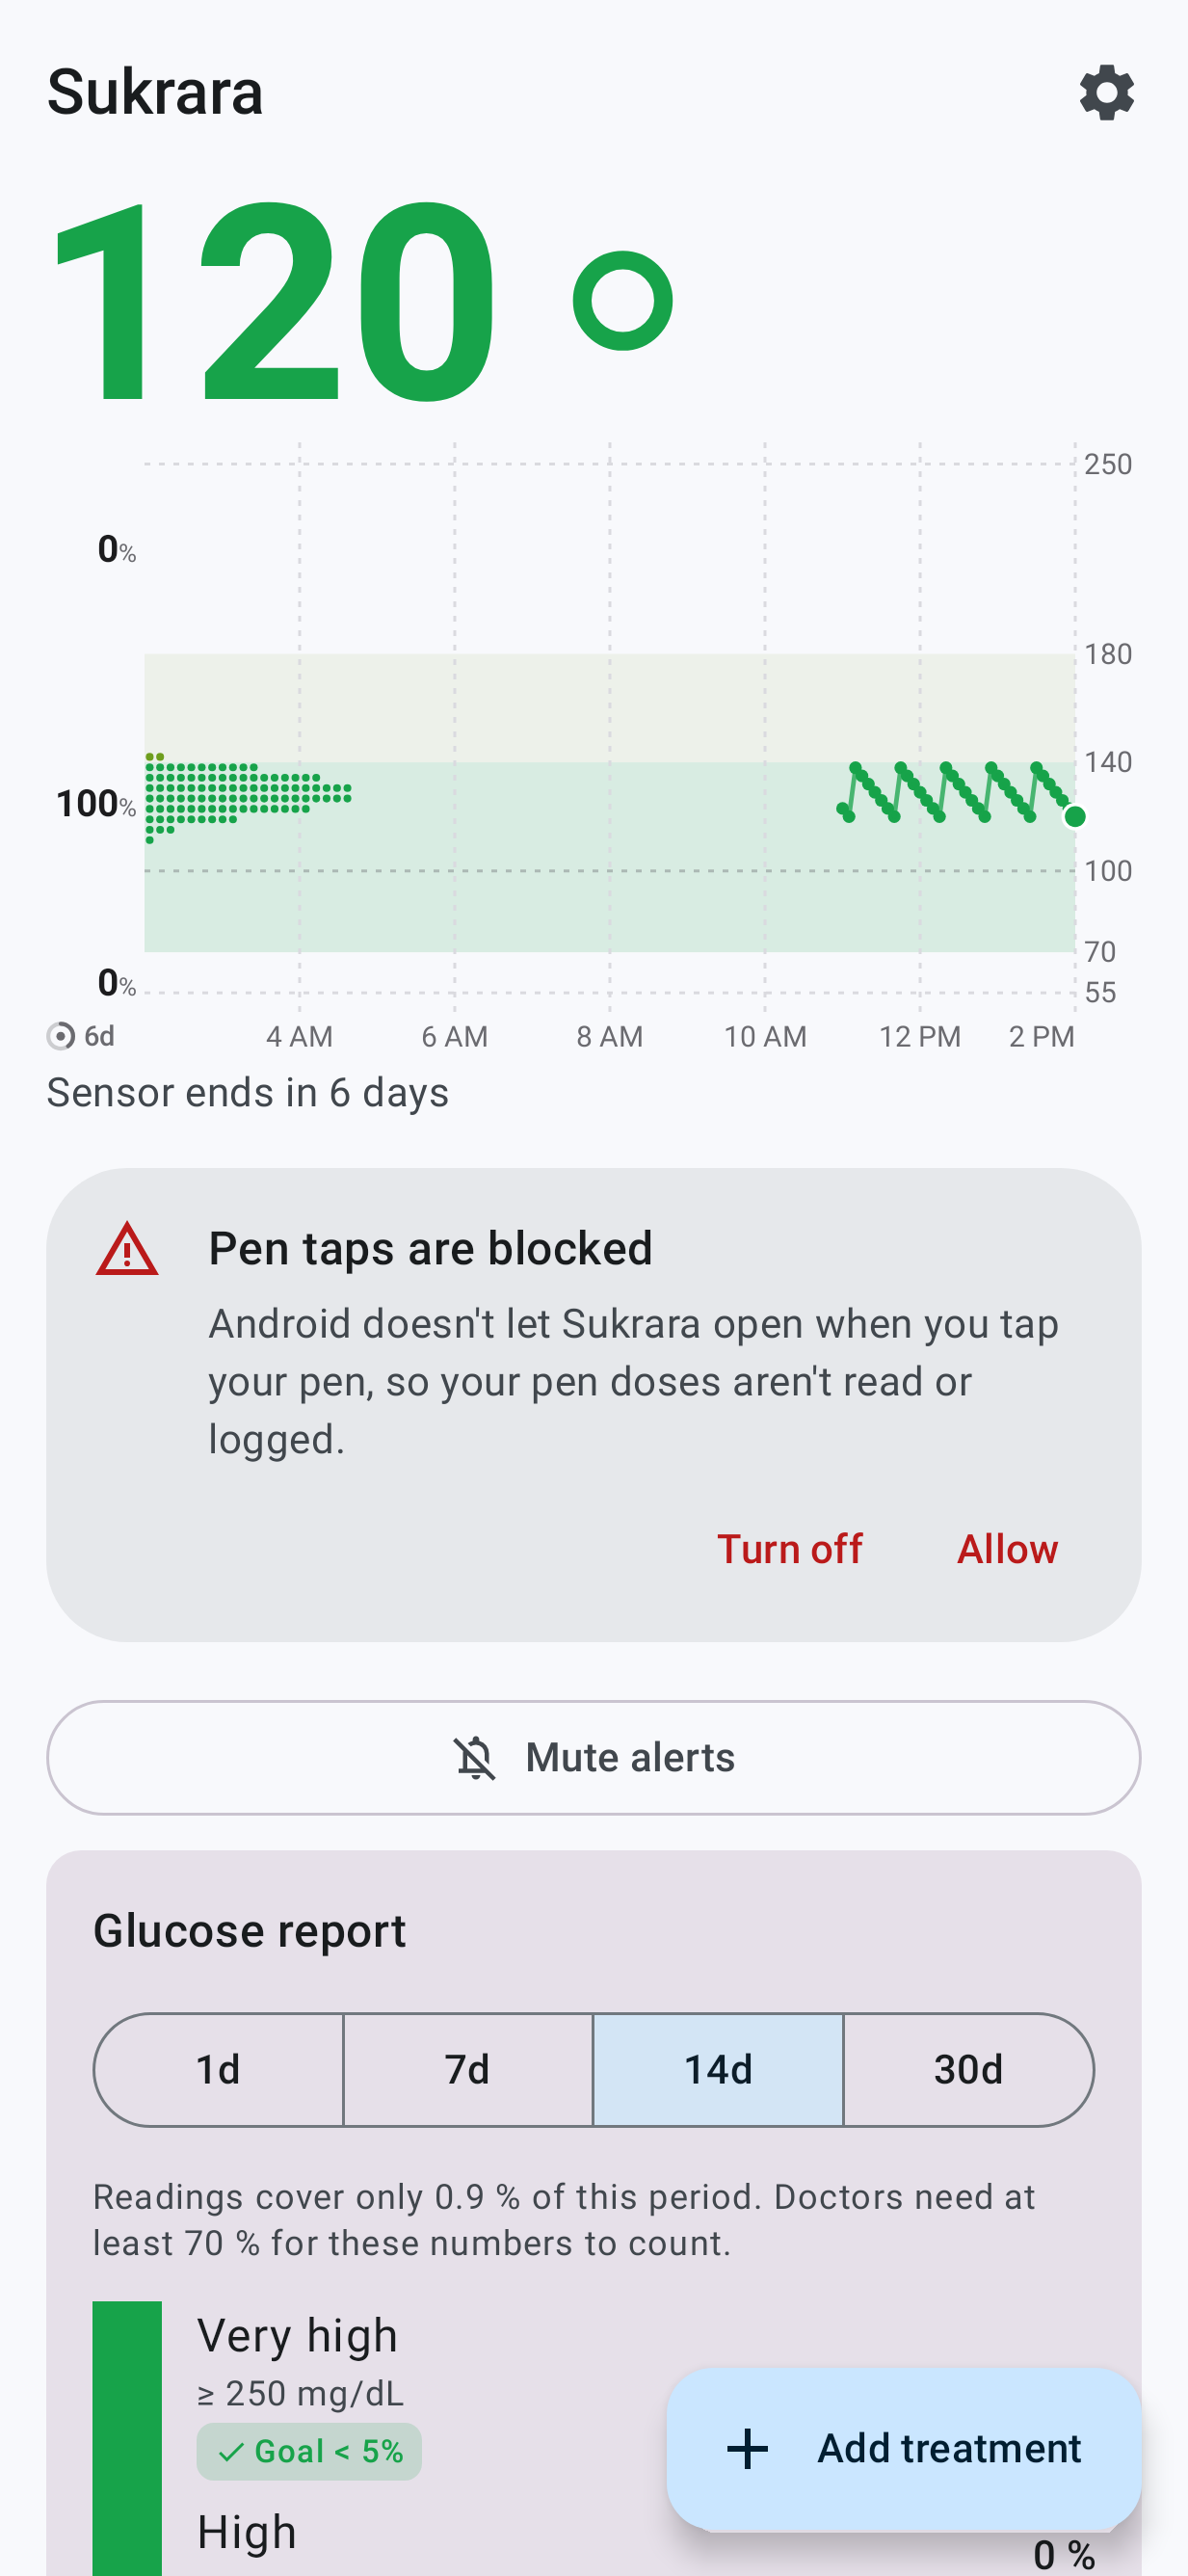 Sukrara
120
250
0%
180
140
100%
100
70
0%
55
6d
4 AM
6 AM
8 AM
10 AM
12 PM
2 PM
Sensor ends in 6 days
Pen taps are blocked
Android doesn't let Sukrara open when you tap
your pen, so your pen doses aren't read or
logged.
Turn off
Allow
Mute alerts
Glucose report
1d
7d
14d
30d
Readings cover only 0.9 % of this period. Doctors need at
least 70 % for these numbers to count.
Very high
≥ 250 mg/dL
Goal < 5%
Add treatment
High
0 %